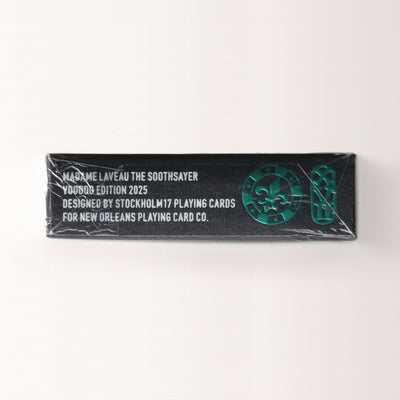 MADAME LAVEAU THE SOOTHSAYER
VOODOO EDITION 2025
DESIGNED BY STOCKHOLM17 PLAYING CARDS
FOR NEW ORLEANS PLAYING CARD CO.